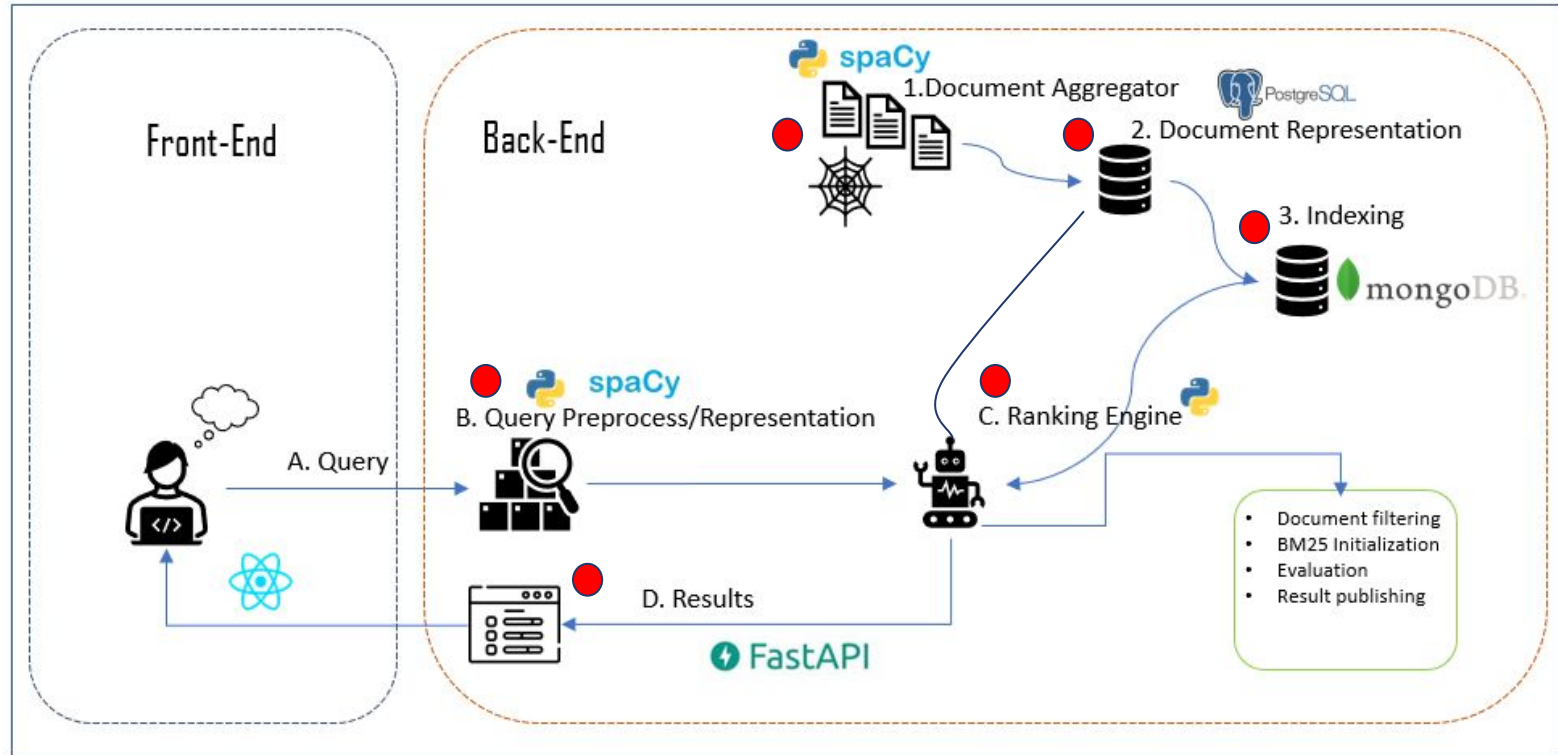 Front-End
Back-End
spaCy
1.Document Aggregator
PostgreSQL
2. Document Representation
3. Indexing
mongoDB.
spaCy
B. Query Preprocess/Representation
C. Ranking Engine
A. Query
</>
• Document filtering
• BM25 Initialization
• Evaluation
• Result publishing
D. Results
FastAPI